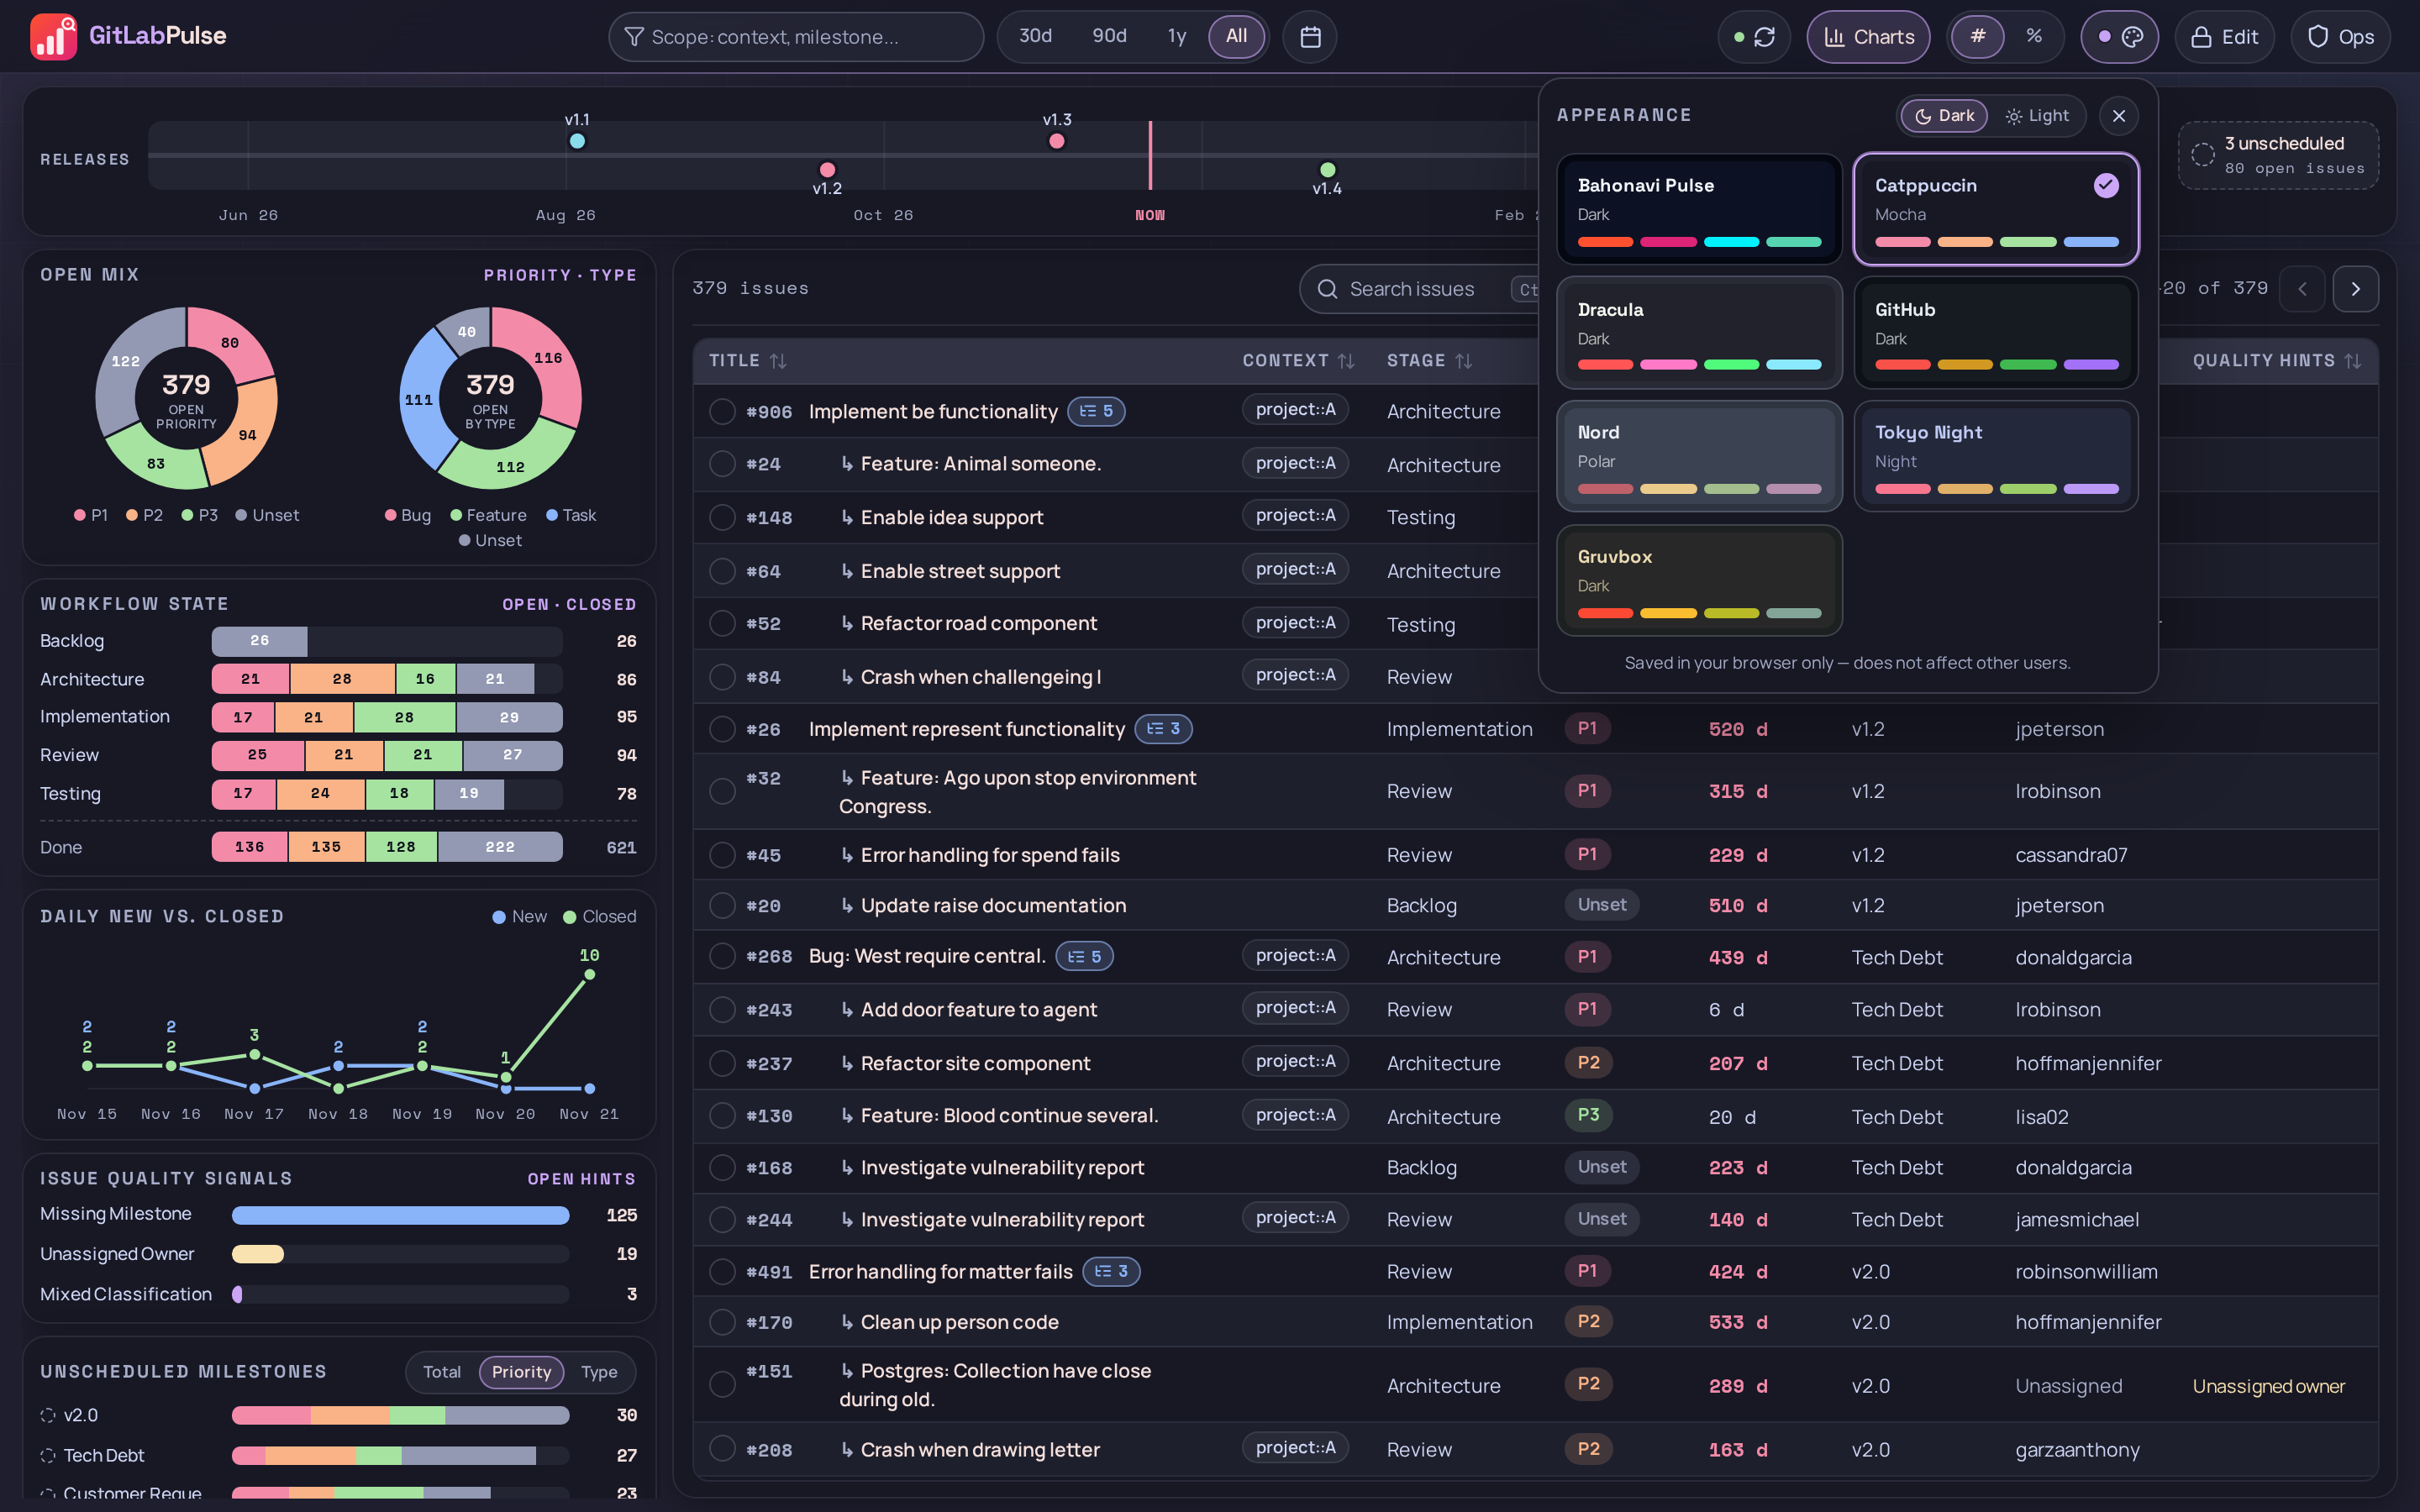 GitLabPulse
Scope: context, milestone...
30d 90d 1y All
Charts
# %
Edit
Ops
RELEASES
v1.1
v1.3
v1.2
v1.4
Jun 26 Aug 26 Oct 26 NOW Feb
3 unscheduled
80 open issues
APPEARANCE
Dark Light
Bahonavi Pulse
Dark
Catppuccin
Mocha
Dracula
Dark
GitHub
Dark
Nord
Polar
Tokyo Night
Night
Gruvbox
Dark
Saved in your browser only — does not affect other users.
OPEN MIX PRIORITY · TYPE
80
94
83
122
379
OPEN
PRIORITY
P1 P2 P3 Unset
40
116
111
112
379
OPEN
BY TYPE
Bug Feature Task
Unset
WORKFLOW STATE OPEN · CLOSED
Backlog 26 26
Architecture 21 28 16 21 86
Implementation 17 21 28 29 95
Review 25 21 21 27 94
Testing 17 24 18 19 78
Done 136 135 128 222 621
DAILY NEW VS. CLOSED New Closed
10
2 2 3 2 2 1
2 2 2
Nov 15 Nov 16 Nov 17 Nov 18 Nov 19 Nov 20 Nov 21
ISSUE QUALITY SIGNALS OPEN HINTS
Missing Milestone 125
Unassigned Owner 19
Mixed Classification 3
UNSCHEDULED MILESTONES Total Priority Type
v2.0 30
Tech Debt 27
Customer Reque 23
379 issues
Search issues
-20 of 379
TITLE CONTEXT STAGE QUALITY HINTS
#906 Implement be functionality 5 project::A Architecture
#24 ↳ Feature: Animal someone. project::A Architecture
#148 ↳ Enable idea support project::A Testing
#64 ↳ Enable street support project::A Architecture
#52 ↳ Refactor road component project::A Testing
#84 ↳ Crash when challengeing l project::A Review
#26 Implement represent functionality 3 Implementation P1 520 d v1.2 jpeterson
#32 ↳ Feature: Ago upon stop environment
Congress. Review P1 315 d v1.2 lrobinson
#45 ↳ Error handling for spend fails Review P1 229 d v1.2 cassandra07
#20 ↳ Update raise documentation Backlog Unset 510 d v1.2 jpeterson
#268 Bug: West require central. 5 project::A Architecture P1 439 d Tech Debt donaldgarcia
#243 ↳ Add door feature to agent project::A Review P1 6 d Tech Debt lrobinson
#237 ↳ Refactor site component project::A Architecture P2 207 d Tech Debt hoffmanjennifer
#130 ↳ Feature: Blood continue several. project::A Architecture P3 20 d Tech Debt lisa02
#168 ↳ Investigate vulnerability report Backlog Unset 223 d Tech Debt donaldgarcia
#244 ↳ Investigate vulnerability report project::A Review Unset 140 d Tech Debt jamesmichael
#491 Error handling for matter fails 3 Review P1 424 d v2.0 robinsonwilliam
#170 ↳ Clean up person code Implementation P2 533 d v2.0 hoffmanjennifer
#151 ↳ Postgres: Collection have close
during old. Architecture P2 289 d v2.0 Unassigned Unassigned owner
#208 ↳ Crash when drawing letter project::A Review P2 163 d v2.0 garzaanthony